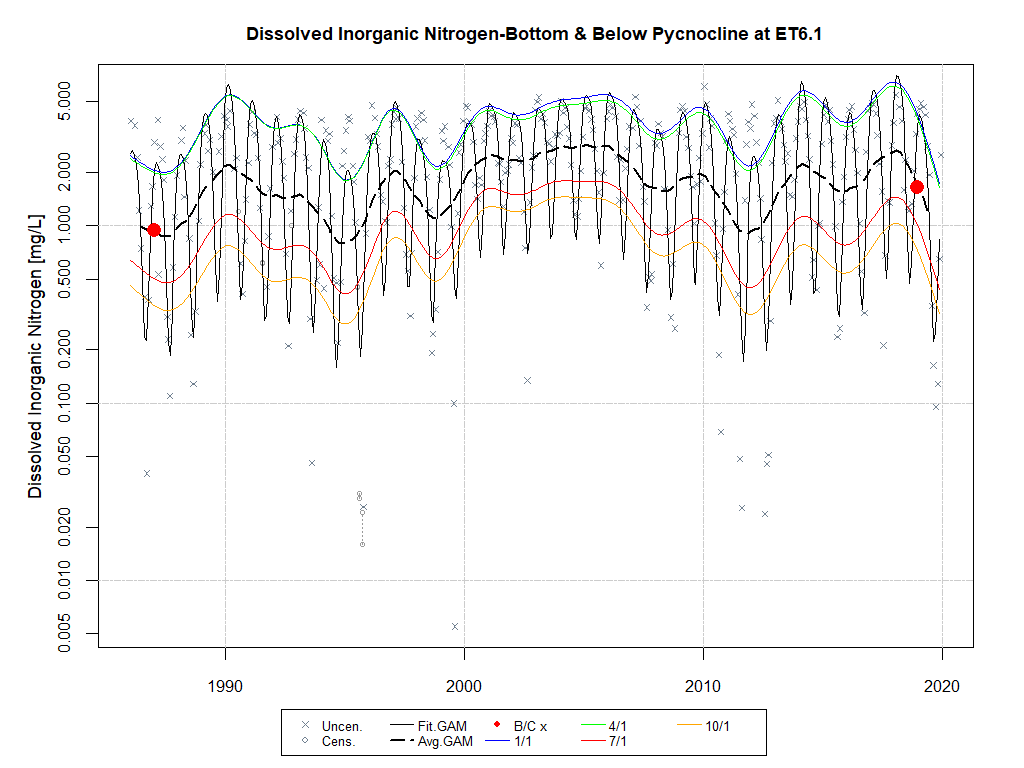 Dissolved Inorganic Nitrogen-Bottom & Below Pycnocline at ET6.1
Dissolved Inorganic Nitrogen [mg/L]
5.000
2.000
1.000
0.500
0.200
0.100
0.050
0.020
0.010
0.005
1990 2000 2010 2020
Uncen. Fit.GAM B/C x 4/1 10/1
Cens. Avg.GAM 1/1 7/1